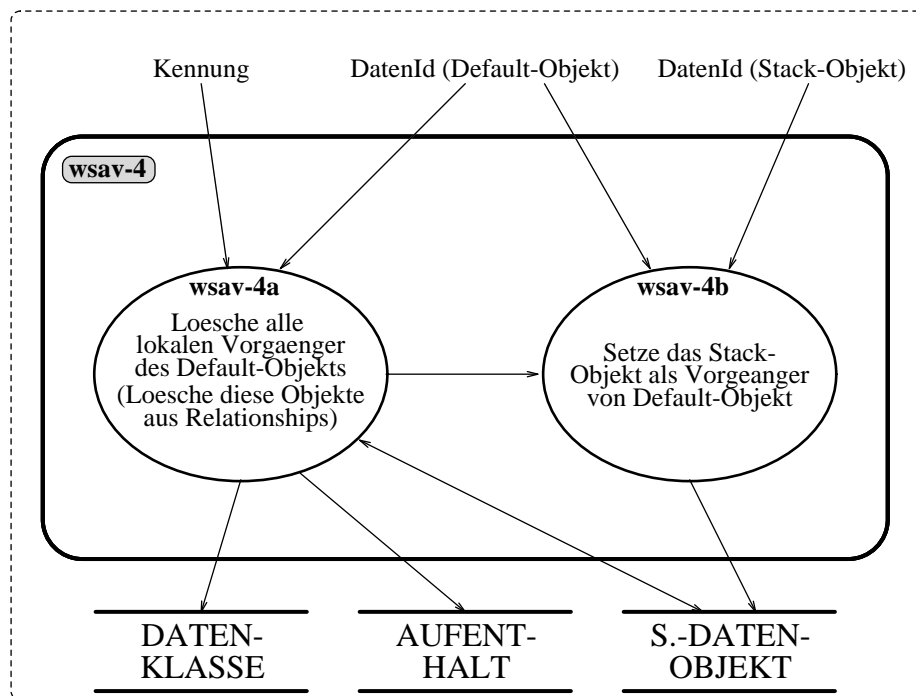 Kennung
DatenId (Default-Objekt)
DatenId (Stack-Objekt)
wsav-4
wsav-4a
Loesche alle
lokalen Vorgaenger
des Default-Objekts
(Loesche diese Objekte
aus Relationships)
wsav-4b
Setze das Stack-
Objekt als Vorgeanger
von Default-Objekt
DATEN-
KLASSE
AUFENT-
HALT
S.-DATEN-
OBJEKT